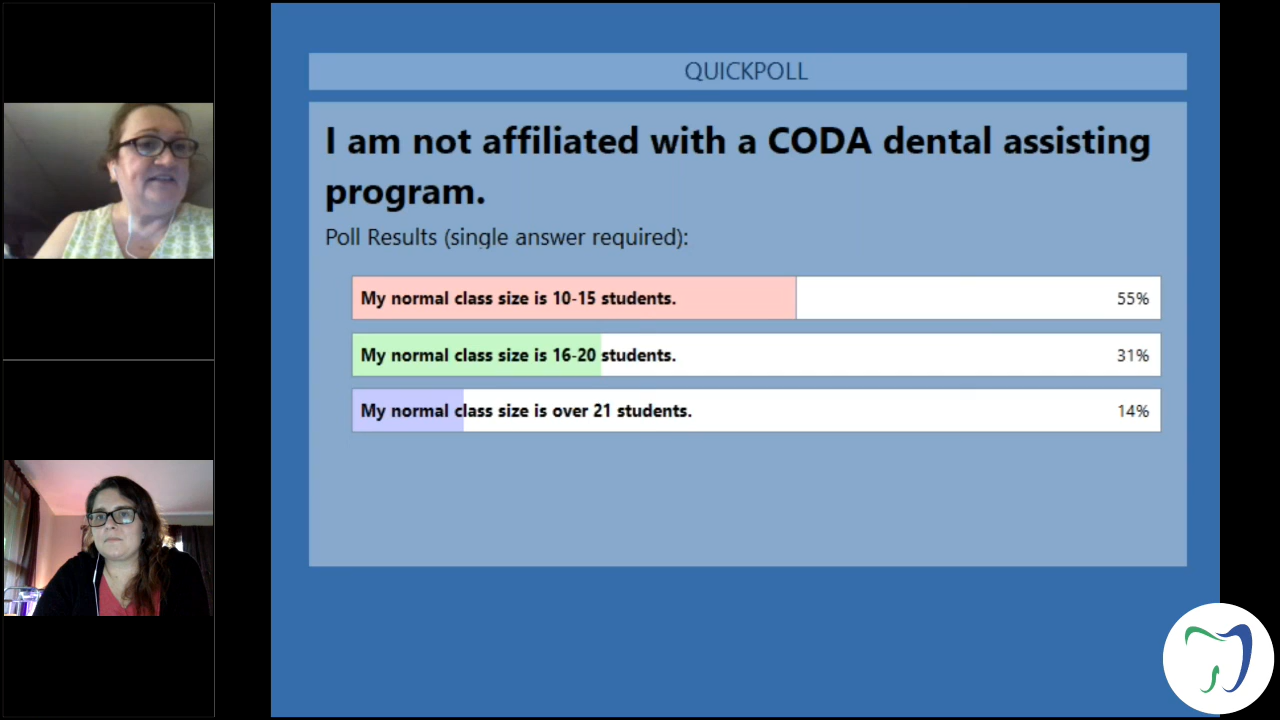 QUICKPOLL
I am not affiliated with a CODA dental assisting
program.
Poll Results (single answer required):
My normal class size is 10-15 students. 55%
My normal class size is 16-20 students. 31%
My normal class size is over 21 students. 14%